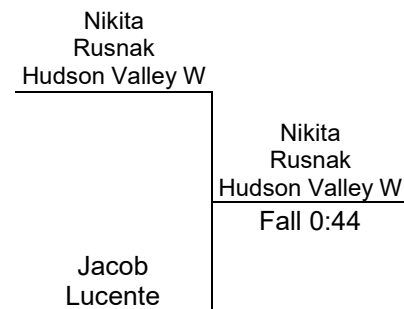 Nikita
Rusnak
Hudson Valley W
Nikita
Rusnak
Hudson Valley W
Fall 0:44
Jacob
Lucente